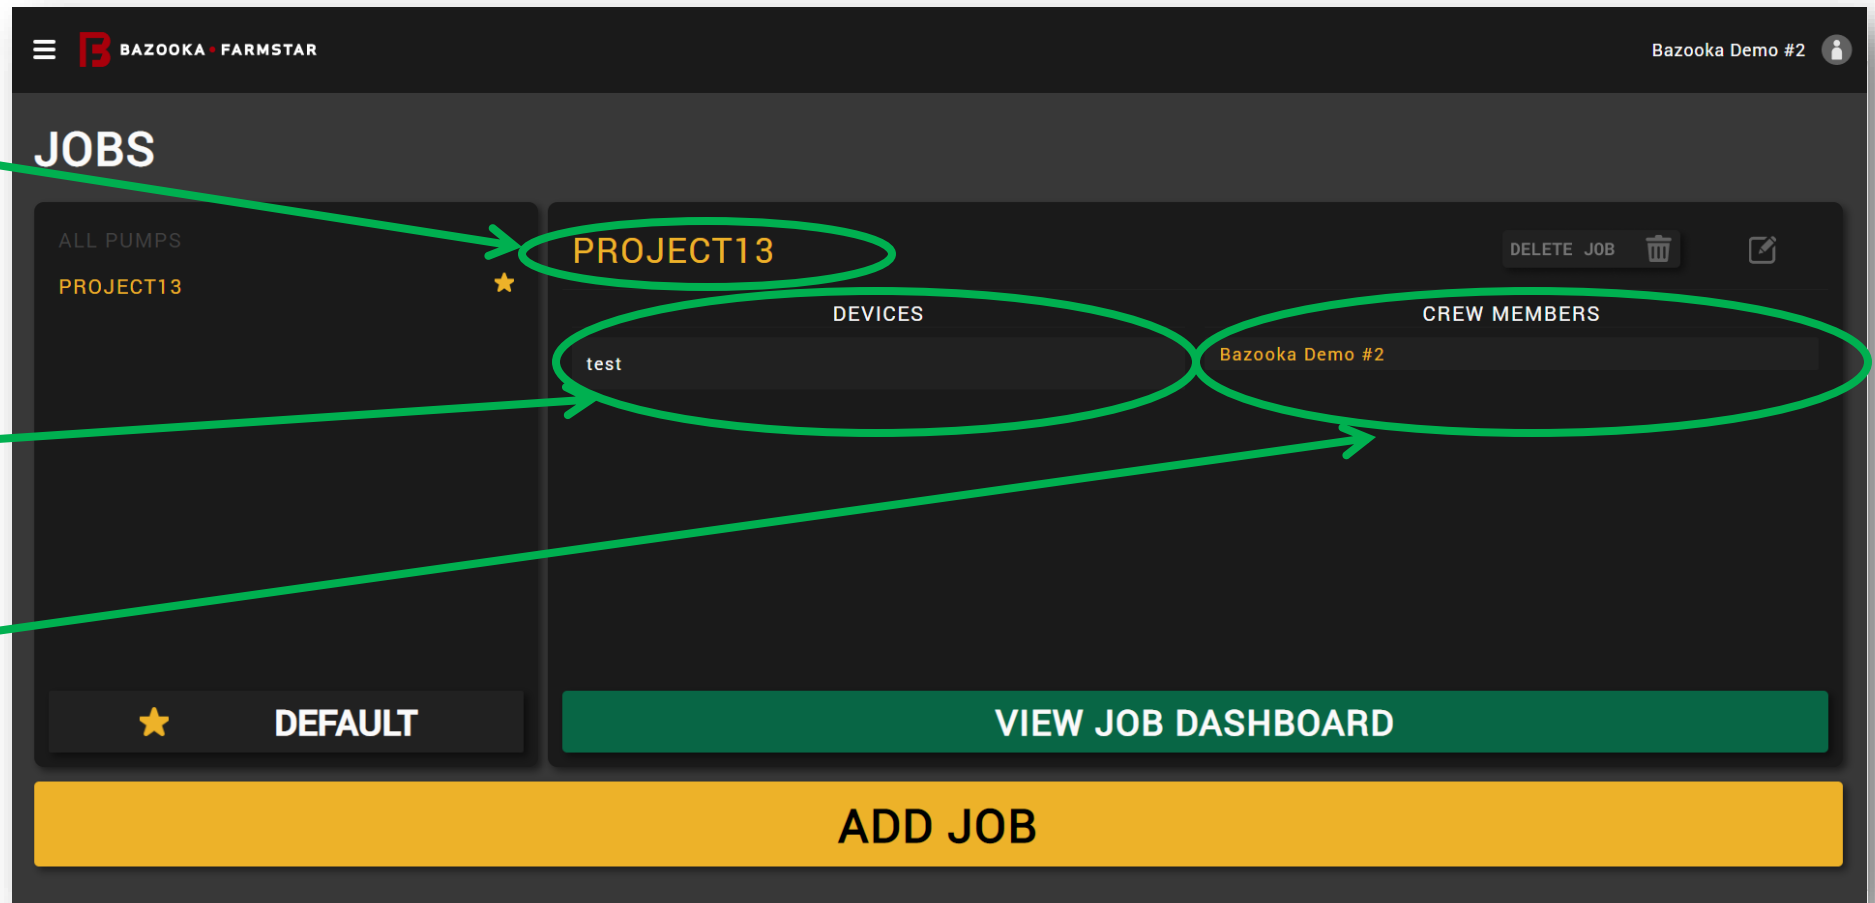 BAZOOKA FARMSTAR
Bazooka Demo #2
JOBS
ALL PUMPS
PROJECT13
PROJECT13
DELETE JOB
DEVICES
CREW MEMBERS
test
Bazooka Demo #2
DEFAULT
VIEW JOB DASHBOARD
ADD JOB